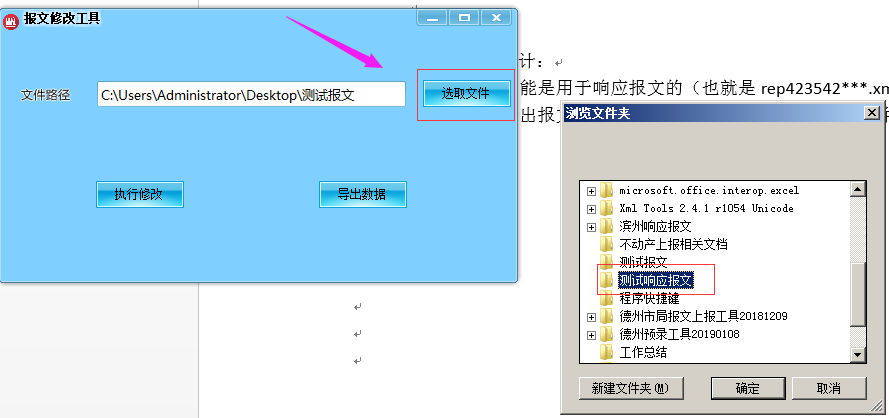 报文修改工具
文件路径
C:\Users\Administrator\Desktop\测试报文
选取文件
执行修改
导出数据
计：
能是用于响应报文的（也就是 rep423542***.xm
出报文
浏览文件夹
microsoft.office.interop.excel
Xml Tools 2.4.1 r1054 Unicode
滨州响应报文
不动产上报相关文档
测试报文
测试响应报文
程序快捷键
德州市局报文上报工具20181209
德州预录工具20190108
工作总结
新建文件夹(M)
确定
取消